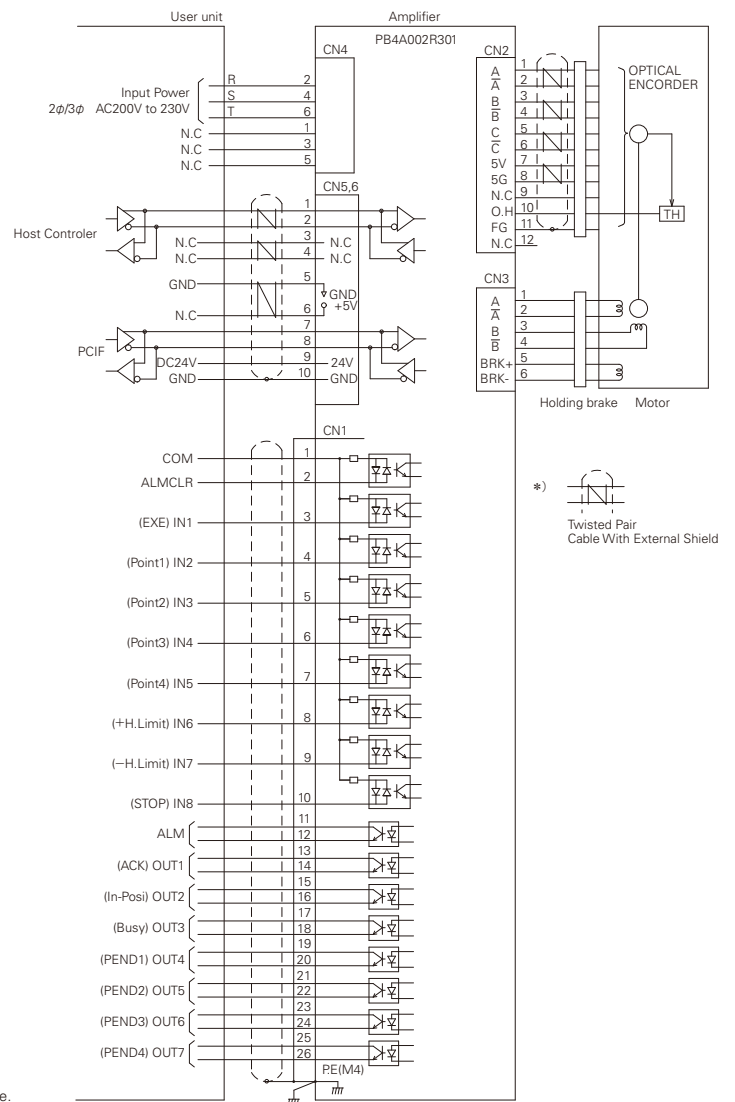 User unit
Amplifier
PB4A002R301
CN4
Input Power
2ϕ/3ϕ AC200V to 230V
R 2
S 4
T 6
N.C 1
N.C 3
N.C 5
CN2
A 1
A̅ 2
B 3
B̅ 4
C 5
C̅ 6
5V 7
5G 8
N.C 9
O.H 10
FG 11
N.C 12
OPTICAL
ENCORDER
TH
CN5,6
Host Controler
1
2
N.C 3 N.C
N.C 4 N.C
GND 5 GND
N.C 6 +5V
PCIF
7
8
DC24V 9 24V
GND 10 GND
CN3
A 1
A̅ 2
B 3
B̅ 4
BRK+ 5
BRK- 6
Holding brake Motor
CN1
COM 1
ALMCLR 2
(EXE) IN1 3
(Point1) IN2 4
(Point2) IN3 5
(Point3) IN4 6
(Point4) IN5 7
(+H.Limit) IN6 8
(−H.Limit) IN7 9
(STOP) IN8 10
ALM 11
12
(ACK) OUT1 13
14
(In-Posi) OUT2 15
16
(Busy) OUT3 17
18
(PEND1) OUT4 19
20
(PEND2) OUT5 21
22
(PEND3) OUT6 23
24
(PEND4) OUT7 25
26
P.E(M4)
*)
Twisted Pair
Cable With External Shield
e.